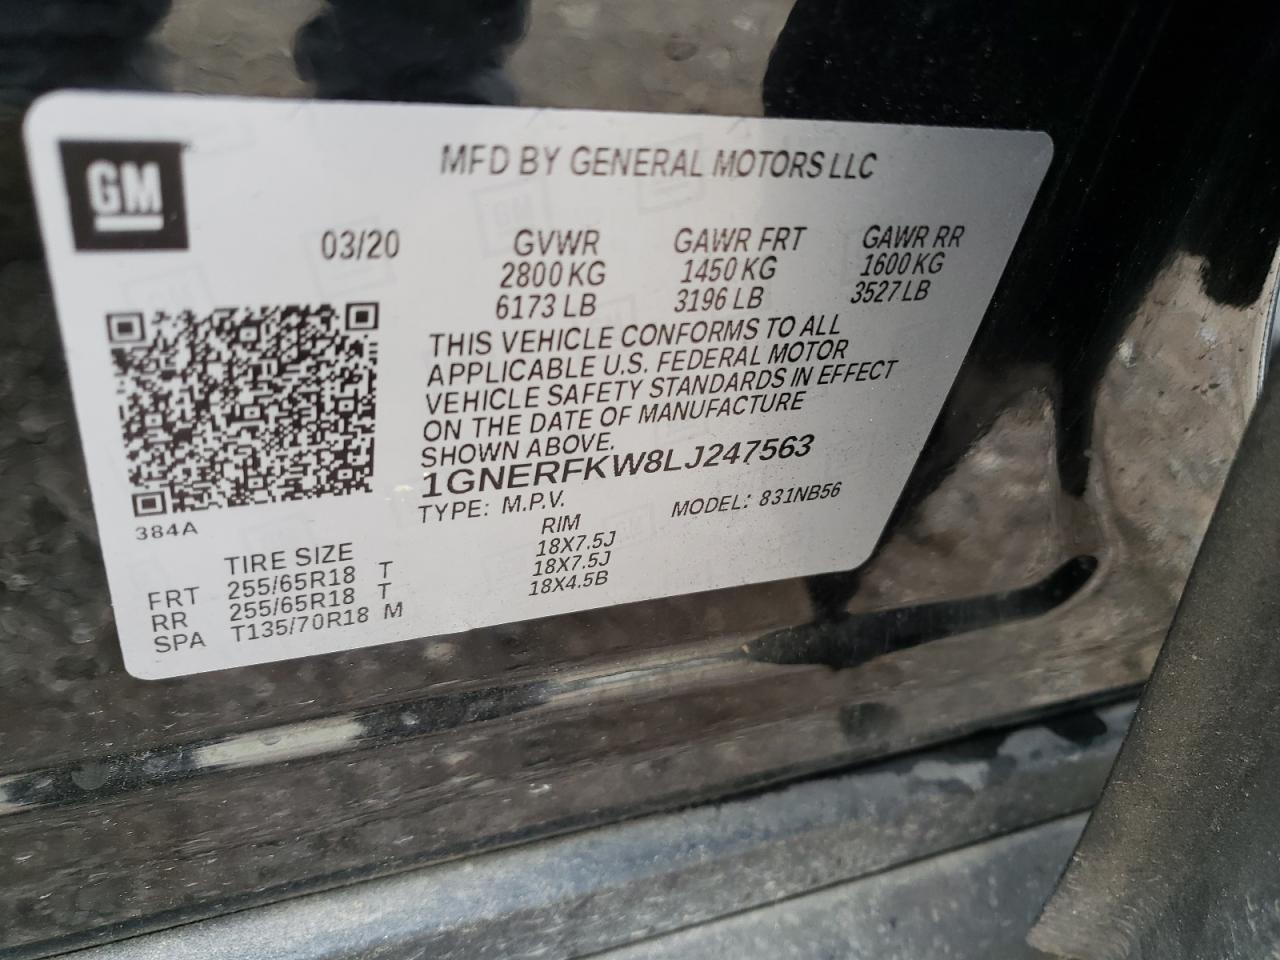 GM
MFD BY GENERAL MOTORS LLC
03/20 GVWR GAWR FRT GAWR RR
2800 KG 1450 KG 1600 KG
6173 LB 3196 LB 3527 LB
THIS VEHICLE CONFORMS TO ALL
APPLICABLE U.S. FEDERAL MOTOR
VEHICLE SAFETY STANDARDS IN EFFECT
ON THE DATE OF MANUFACTURE
SHOWN ABOVE.
1GNERFKW8LJ247563
TYPE: M.P.V. MODEL: 831NB56
384A
TIRE SIZE RIM
FRT 255/65R18 T 18X7.5J
RR 255/65R18 T 18X7.5J
SPA T135/70R18 M 18X4.5B